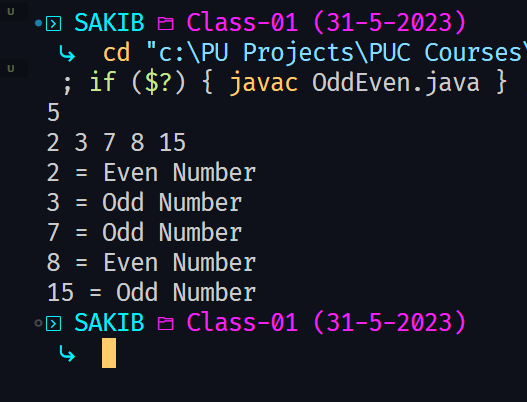 SAKIB Class-01 (31-5-2023)
cd "c:\PU Projects\PUC Courses\
; if ($?) { javac OddEven.java }
5
2 3 7 8 15
2 = Even Number
3 = Odd Number
7 = Odd Number
8 = Even Number
15 = Odd Number
SAKIB Class-01 (31-5-2023)
U
U